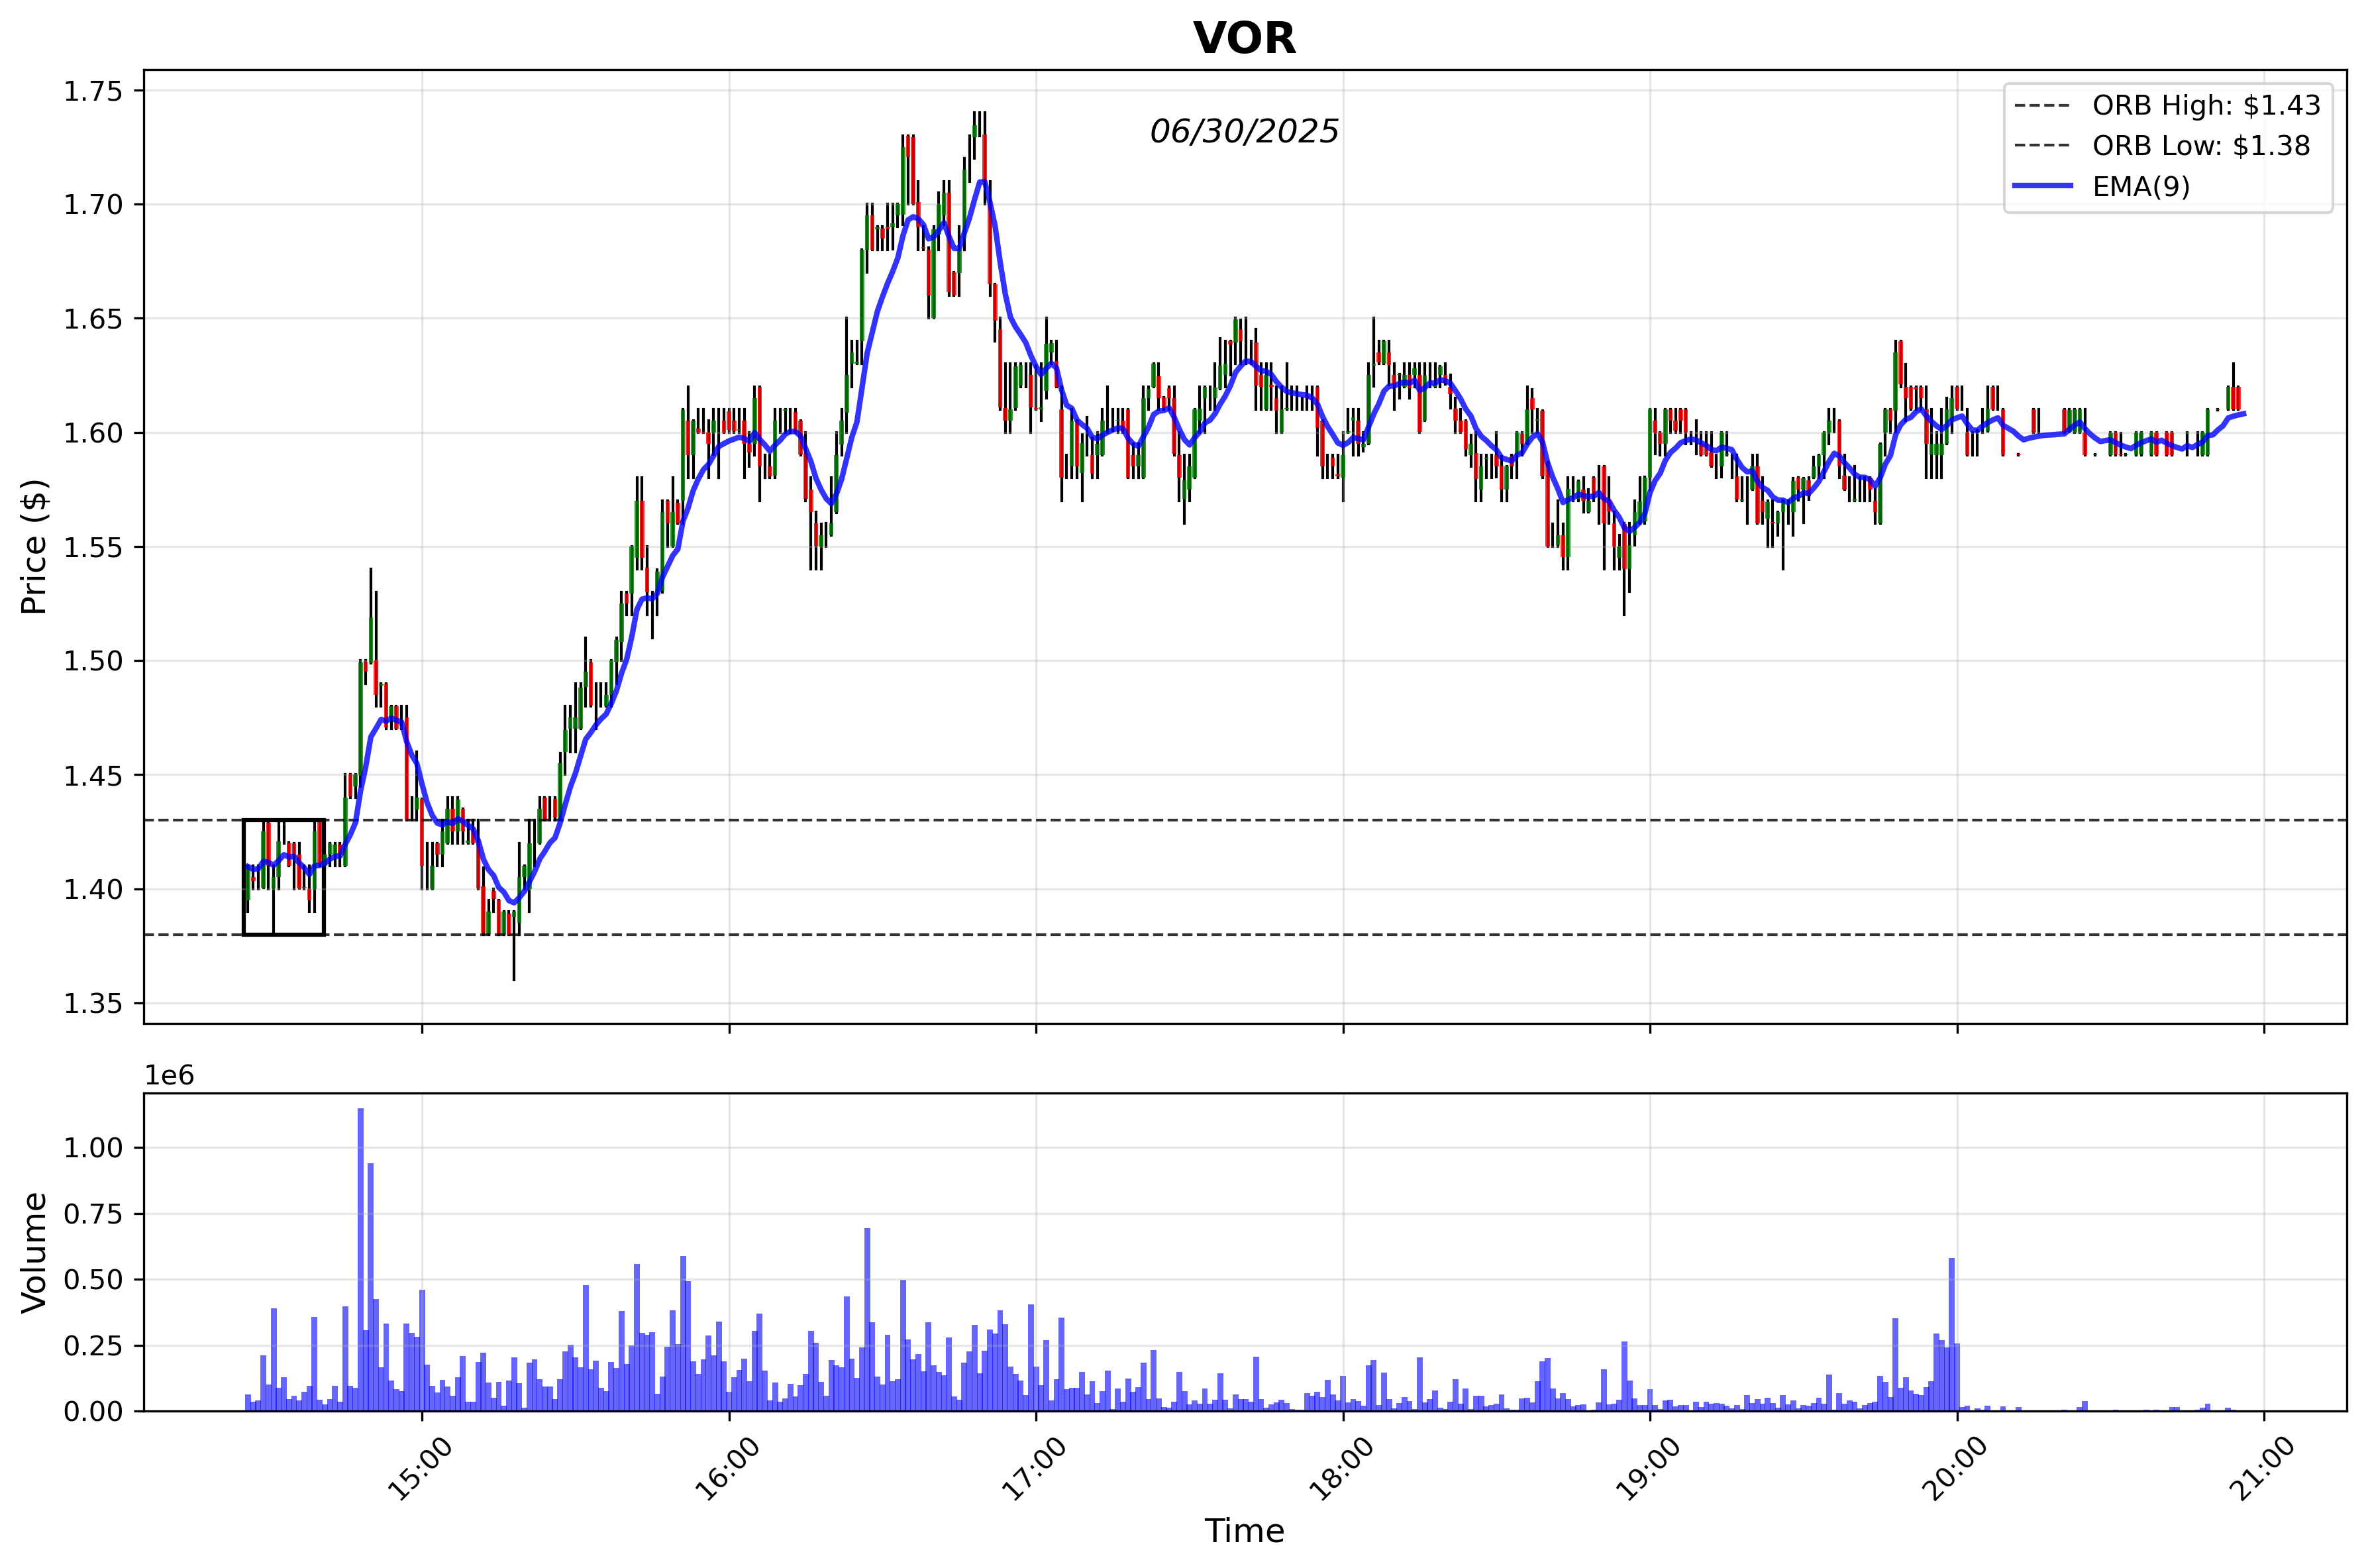 VOR
06/30/2025
ORB High: $1.43
ORB Low: $1.38
EMA(9)
Price ($)
1.75
1.70
1.65
1.60
1.55
1.50
1.45
1.40
1.35
1e6
Volume
1.00
0.75
0.50
0.25
0.00
15:00
16:00
17:00
18:00
19:00
20:00
21:00
Time